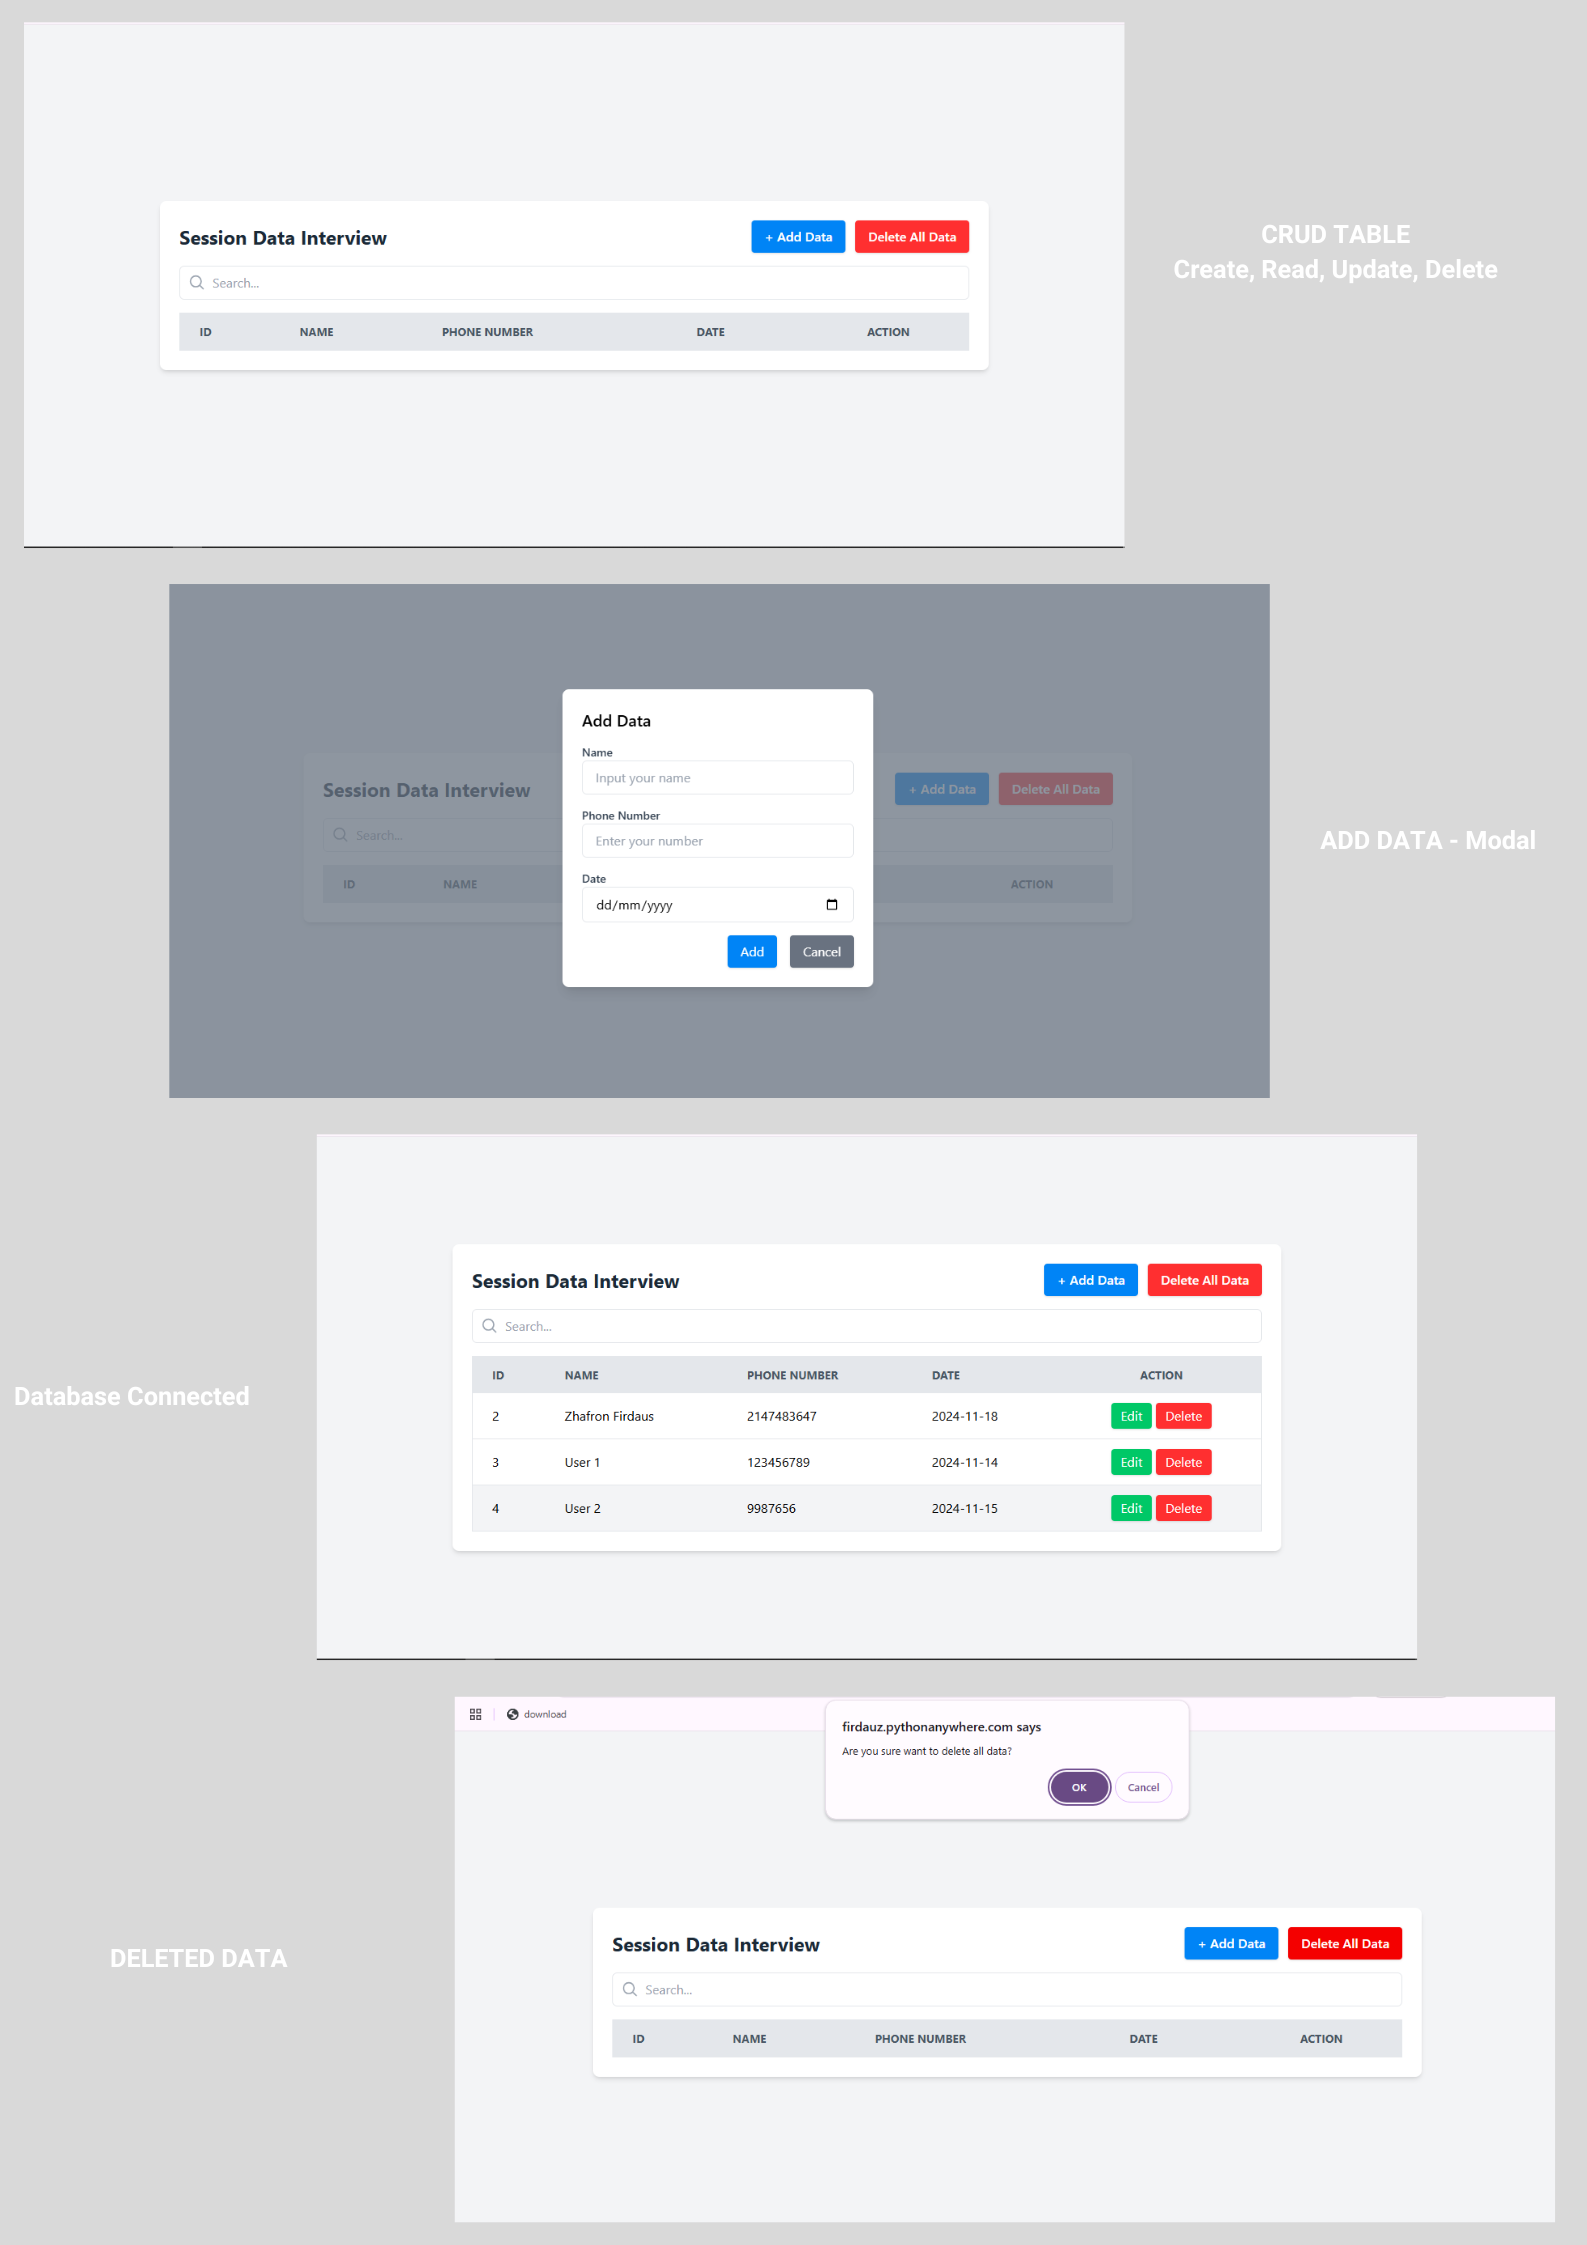 Session Data Interview
+ Add Data
Delete All Data
Search...
ID NAME PHONE NUMBER DATE ACTION
CRUD TABLE
Create, Read, Update, Delete
Session Data Interview
+ Add Data
Delete All Data
Search...
ID NAME ACTION
Add Data
Name
Input your name
Phone Number
Enter your number
Date
dd/mm/yyyy
Add Cancel
ADD DATA - Modal
Database Connected
Session Data Interview
+ Add Data
Delete All Data
Search...
ID NAME PHONE NUMBER DATE ACTION
2 Zhafron Firdaus 2147483647 2024-11-18 Edit Delete
3 User 1 123456789 2024-11-14 Edit Delete
4 User 2 9987656 2024-11-15 Edit Delete
DELETED DATA
download
firdauz.pythonanywhere.com says
Are you sure want to delete all data?
OK Cancel
Session Data Interview
+ Add Data
Delete All Data
Search...
ID NAME PHONE NUMBER DATE ACTION